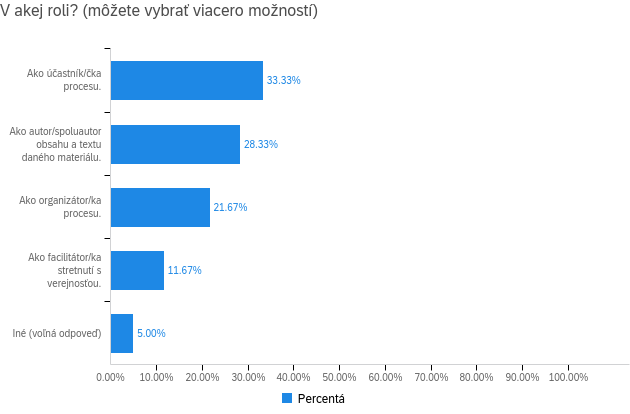 V akej roli? (môžete vybrať viacero možností)
Ako účastník/čka
procesu.
33.33%
Ako autor/spoluautor
obsahu a textu
daného materiálu.
28.33%
Ako organizátor/ka
procesu.
21.67%
Ako facilitátor/ka
stretnutí s
verejnosťou.
11.67%
Iné (voľná odpoveď)
5.00%
0.00% 10.00% 20.00% 30.00% 40.00% 50.00% 60.00% 70.00% 80.00% 90.00% 100.00%
Percentá